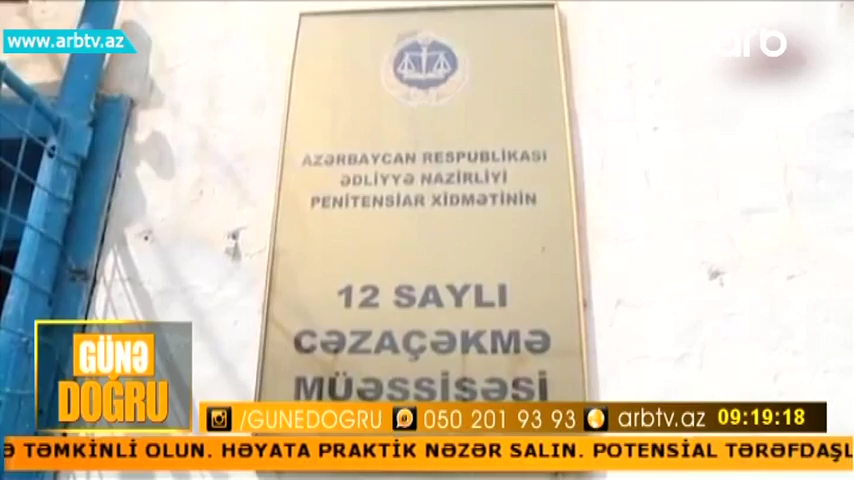 www.arbtv.az
arb
AZƏRBAYCAN RESPUBLİKASI
ƏDLİYYƏ NAZİRLİYİ
PENİTENSİAR XİDMƏTİNİN
12 SAYLI
CƏZAÇƏKMƏ
MÜƏSSİSƏSİ
GÜNƏ
DOĞRU
/GUNEDOGRU 050 201 93 93 arbtv.az 09:19:18
Ə TƏMKİNLİ OLUN. HƏYATA PRAKTİK NƏZƏR SALIN. POTENSİAL TƏRƏFDAŞL